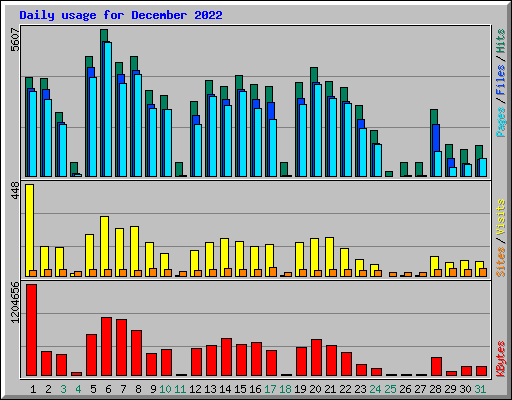 Daily usage for December 2022
5607
Pages/Files/Hits
448
Sites/Visits
1204656
KBytes
1 2 3 4 5 6 7 8 9 10 11 12 13 14 15 16 17 18 19 20 21 22 23 24 25 26 27 28 29 30 31